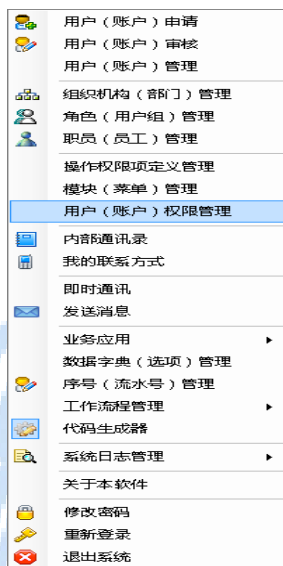 用户（账户）申请
用户（账户）审核
用户（账户）管理
组织机构（部门）管理
角色（用户组）管理
职员（员工）管理
操作权限项定义管理
模块（菜单）管理
用户（账户）权限管理
内部通讯录
我的联系方式
即时通讯
发送消息
业务应用
数据字典（选项）管理
序号（流水号）管理
工作流程管理
代码生成器
系统日志管理
关于本软件
修改密码
重新登录
退出系统